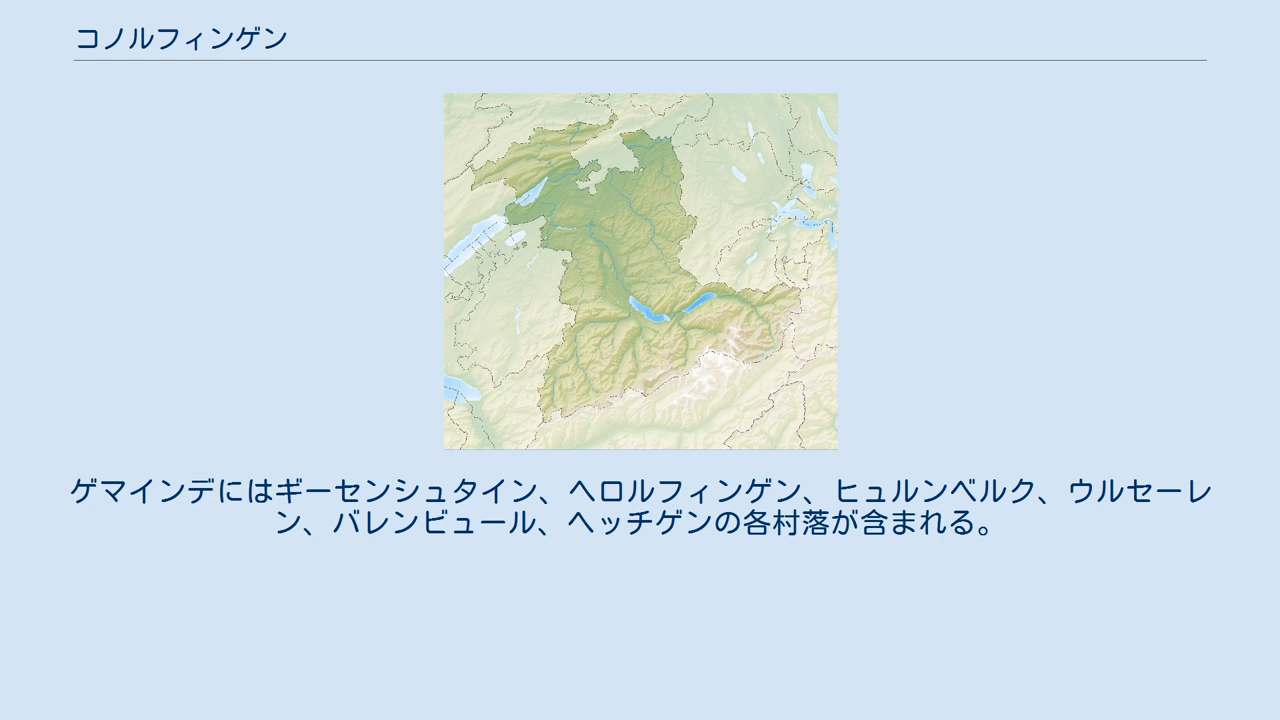 コノルフィンゲン
ゲマインデにはギーセンシュタイン、ヘロルフィンゲン、ヒュルンベルク、ウルセーレ
ン、バレンビュール、ヘッチゲンの各村落が含まれる。